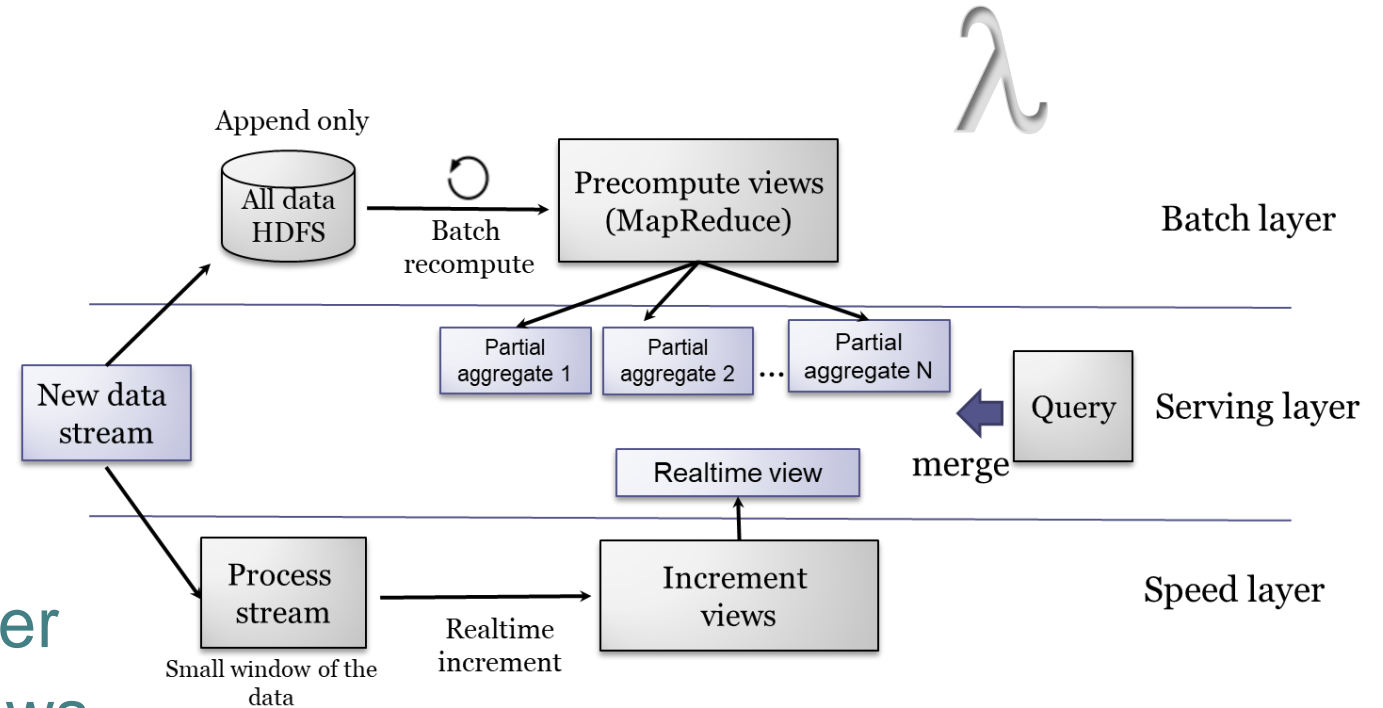 λ
Append only
All data
HDFS
Batch
recompute
Precompute views
(MapReduce)
Batch layer
Partial
aggregate 1
Partial
aggregate 2
...
Partial
aggregate N
New data
stream
Query
Serving layer
merge
Realtime view
Process
stream
Small window of the
data
Realtime
increment
Increment
views
Speed layer
er
ws